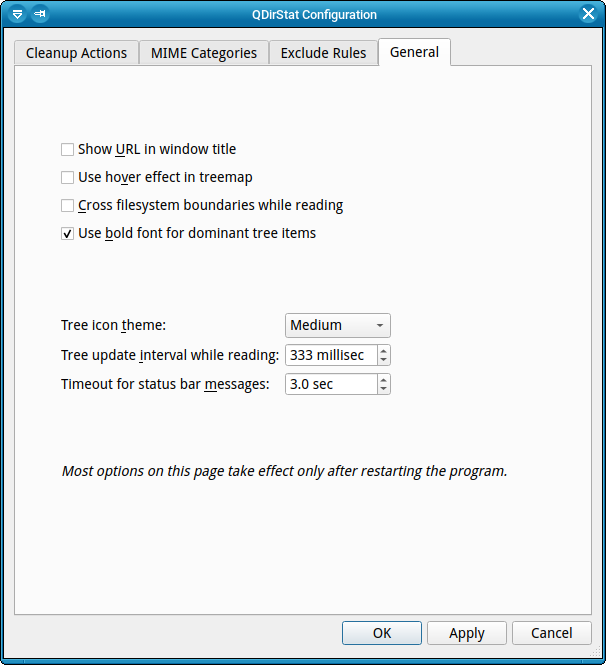 QDirStat Configuration
Cleanup Actions MIME Categories Exclude Rules General
Show URL in window title
Use hover effect in treemap
Cross filesystem boundaries while reading
Use bold font for dominant tree items
Tree icon theme: Medium
Tree update interval while reading: 333 millisec
Timeout for status bar messages: 3.0 sec
Most options on this page take effect only after restarting the program.
OK Apply Cancel